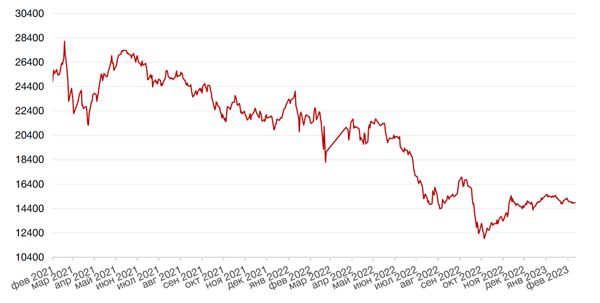 30400
28400
26400
24400
22400
20400
18400
16400
14400
12400
10400
фев 2021
мар 2021
апр 2021
май 2021
июн 2021
июл 2021
авг 2021
сен 2021
окт 2021
ноя 2021
дек 2021
янв 2022
фев 2022
мар 2022
апр 2022
май 2022
июн 2022
июл 2022
авг 2022
сен 2022
окт 2022
ноя 2022
дек 2022
янв 2023
фев 2023